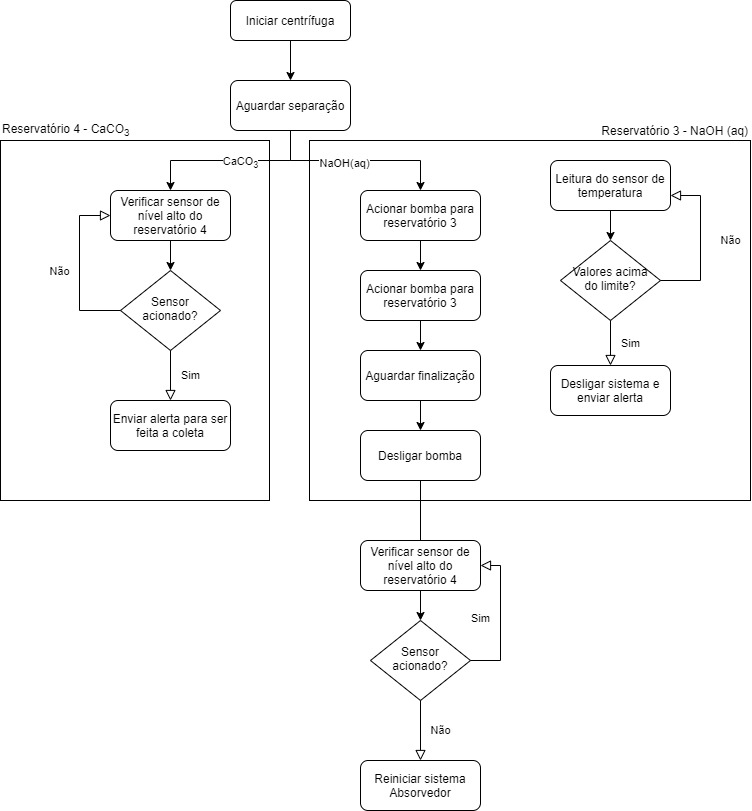 Iniciar centrífuga
Aguardar separação
Reservatório 4 - CaCO₃
Reservatório 3 - NaOH (aq)
CaCO₃
NaOH(aq)
Verificar sensor de
nível alto do
reservatório 4
Não
Sensor
acionado?
Sim
Enviar alerta para ser
feita a coleta
Acionar bomba para
reservatório 3
Acionar bomba para
reservatório 3
Aguardar finalização
Desligar bomba
Leitura do sensor de
temperatura
Não
Valores acima
do limite?
Sim
Desligar sistema e
enviar alerta
Verificar sensor de
nível alto do
reservatório 4
Sim
Sensor
acionado?
Não
Reiniciar sistema
Absorvedor